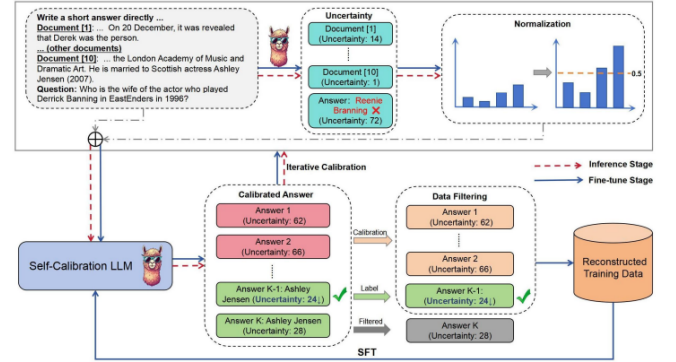 Write a short answer directly ...
Document [1]: ... On 20 December, it was revealed
that Derek was the person.
... (other documents)
Document [10]: ... the London Academy of Music and
Dramatic Art. He is married to Scottish actress Ashley
Jensen (2007).
Question: Who is the wife of the actor who played
Derrick Banning in EastEnders in 1996?
Uncertainty
Document [1]
(Uncertainty: 14)
Document [10]
(Uncertainty: 1)
Answer: Reenie
Branning
(Uncertainty: 72)
Normalization
0.5
Iterative Calibration
Inference Stage
Fine-tune Stage
Self-Calibration LLM
Calibrated Answer
Answer 1
(Uncertainty: 62)
Answer 2
(Uncertainty: 66)
Answer K-1: Ashley
Jensen (Uncertainty: 24↓)
Answer K: Ashley Jensen
(Uncertainty: 28)
Calibration
Label
Filtered
Data Filtering
Answer 1
(Uncertainty: 62)
Answer 2
(Uncertainty: 66)
Answer K-1:
(Uncertainty: 24↓)
Answer K
(Uncertainty: 28)
Reconstructed
Training Data
SFT